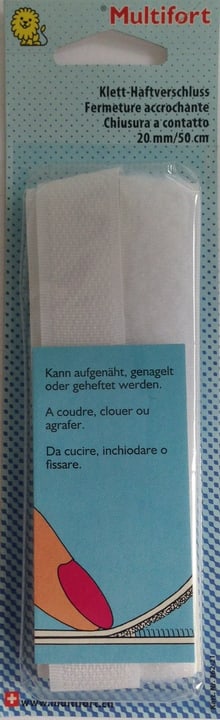 Multifort
Klett-Haftverschluss
Fermeture accrochante
Chiusura a contatto
20 mm/50 cm
Kann aufgenäht, genagelt
oder geheftet werden.
A coudre, clouer ou
agrafer.
Da cucire, inchiodare o
fissare.
www.multifort.ch